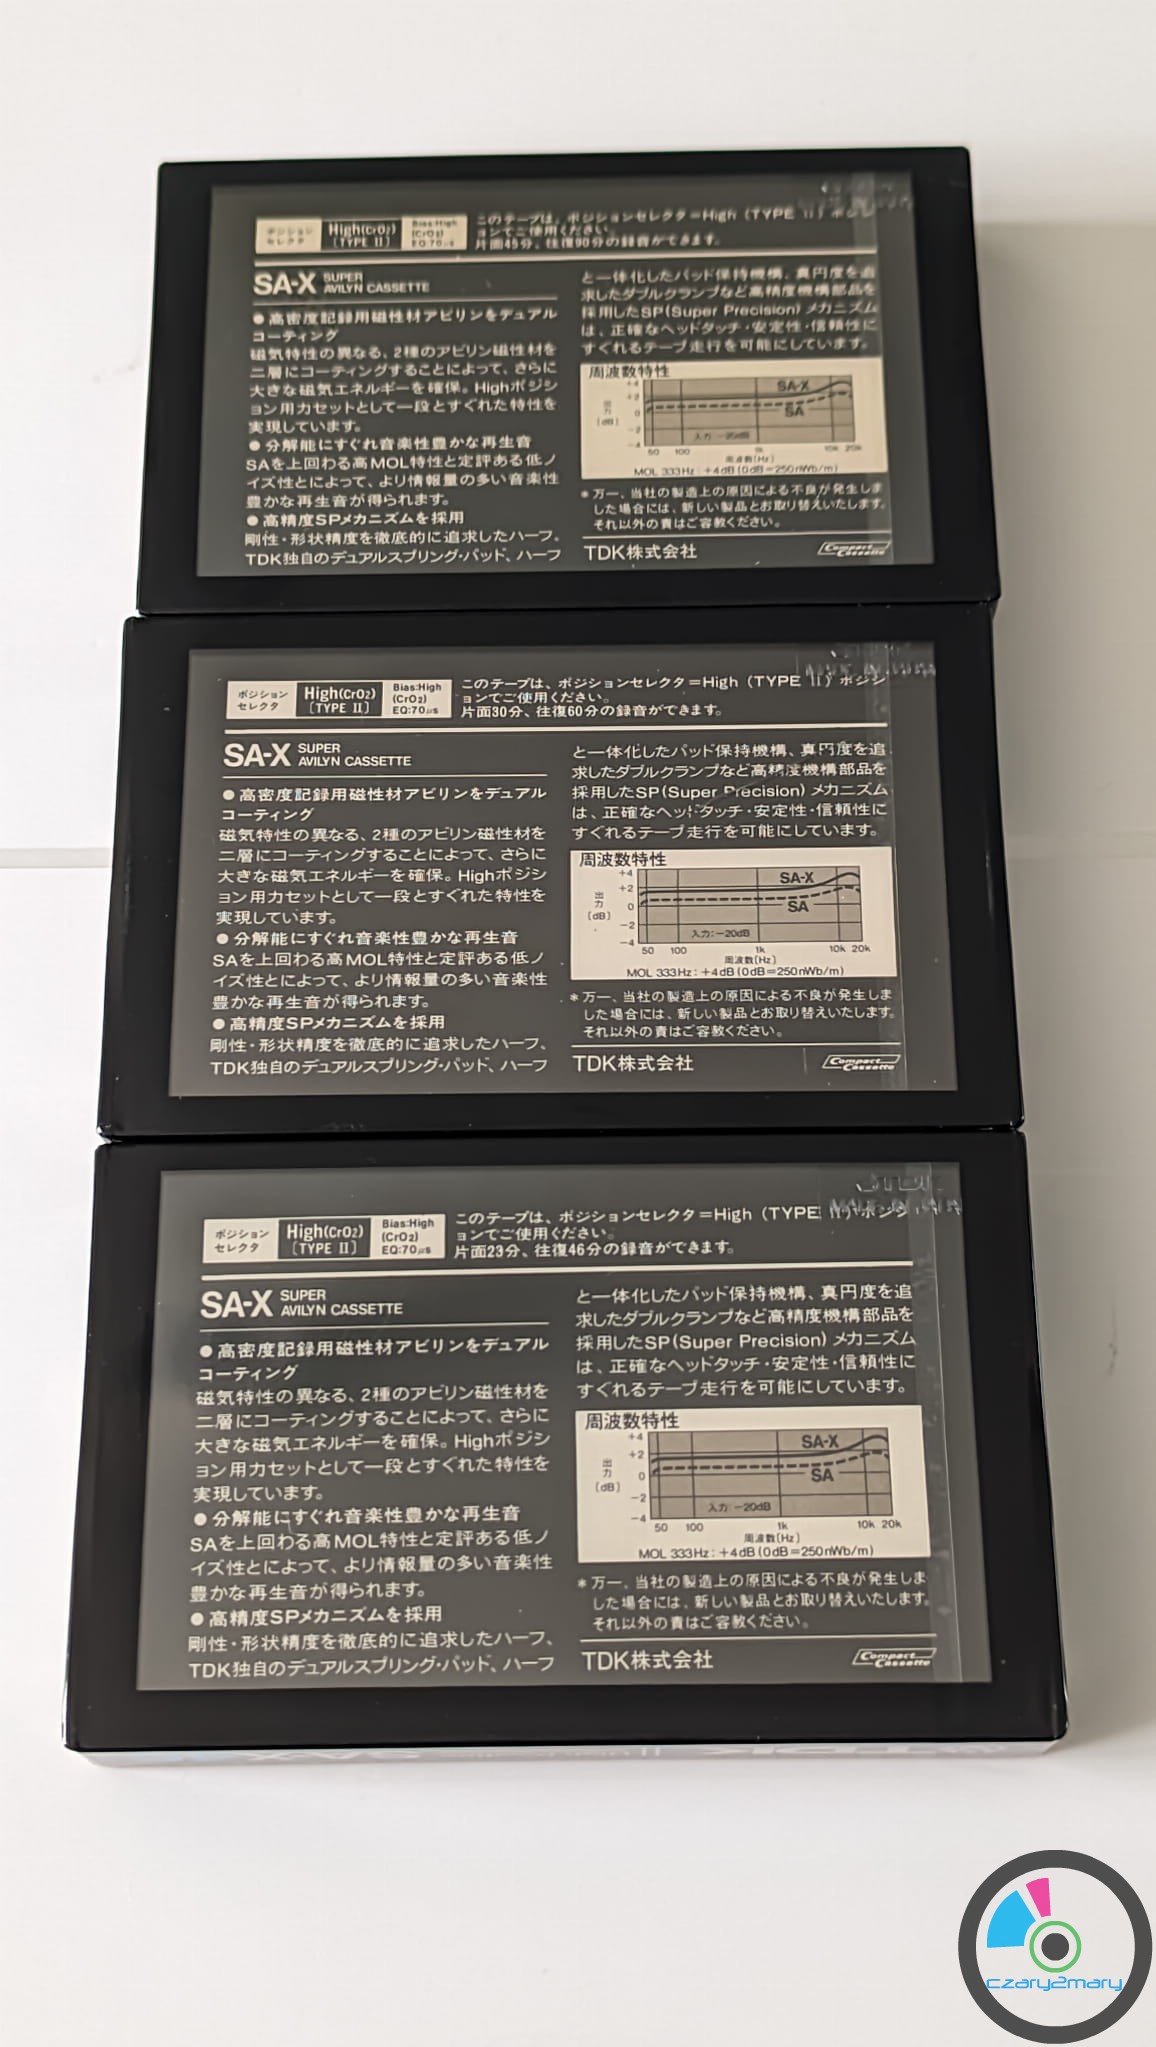 ポジション
セレクタ
High(CrO2)
〔TYPE II〕
Bias:High
(CrO2)
EQ:70μs
このテープは、ポジションセレクタ=High (TYPE II) ポジシ
ョンでご使用ください。
片面45分、往復90分の録音ができます。
SA-X SUPER
AVILYN CASSETTE
●高密度記録用磁性材アビリンをデュアル
コーティング
磁気特性の異なる、2種のアビリン磁性材を
二層にコーティングすることによって、さらに
大きな磁気エネルギーを確保。Highポジシ
ョン用カセットとして一段とすぐれた特性を
実現しています。
●分解能にすぐれ音楽性豊かな再生音
SAを上回わる高MOL特性と定評ある低ノ
イズ性とによって、より情報量の多い音楽性
豊かな再生音が得られます。
●高精度SPメカニズムを採用
剛性・形状精度を徹底的に追求したハーフ。
TDK独自のデュアルスプリング・パッド、ハーフ
と一体化したパッド保持機構、真円度を追
求したダブルクランプなど高精度機構部品を
採用したSP(Super Precision)メカニズム
は、正確なヘッドタッチ・安定性・信頼性に
すぐれるテープ走行を可能にしています。
周波数特性
+4
+2
0
-2
-4
出力
(dB)
SA-X
SA
入力:-20dB
50 100 1k 10k 20k
周波数(Hz)
MOL 333Hz:+4dB(0dB=250nWb/m)
*万一、当社の製造上の原因による不良が発生しま
した場合には、新しい製品とお取り替えいたします。
それ以外の責はご容赦ください。
TDK株式会社
Compact
Cassette
ポジション
セレクタ
High(CrO2)
〔TYPE II〕
Bias:High
(CrO2)
EQ:70μs
このテープは、ポジションセレクタ=High (TYPE II) ポジシ
ョンでご使用ください。
片面30分、往復60分の録音ができます。
SA-X SUPER
AVILYN CASSETTE
●高密度記録用磁性材アビリンをデュアル
コーティング
磁気特性の異なる、2種のアビリン磁性材を
二層にコーティングすることによって、さらに
大きな磁気エネルギーを確保。Highポジシ
ョン用カセットとして一段とすぐれた特性を
実現しています。
●分解能にすぐれ音楽性豊かな再生音
SAを上回わる高MOL特性と定評ある低ノ
イズ性とによって、より情報量の多い音楽性
豊かな再生音が得られます。
●高精度SPメカニズムを採用
剛性・形状精度を徹底的に追求したハーフ、
TDK独自のデュアルスプリング・パッド、ハーフ
と一体化したパッド保持機構、真円度を追
求したダブルクランプなど高精度機構部品を
採用したSP(Super Precision)メカニズム
は、正確なヘッドタッチ・安定性・信頼性に
すぐれるテープ走行を可能にしています。
周波数特性
+4
+2
0
-2
-4
出力
(dB)
SA-X
SA
入力:-20dB
50 100 1k 10k 20k
周波数(Hz)
MOL 333Hz:+4dB(0dB=250nWb/m)
*万一、当社の製造上の原因による不良が発生しま
した場合には、新しい製品とお取り替えいたします。
それ以外の責はご容赦ください。
TDK株式会社
Compact
Cassette
TDK
ポジション
セレクタ
High(CrO2)
〔TYPE II〕
Bias:High
(CrO2)
EQ:70μs
このテープは、ポジションセレクタ=High (TYPE II) ポジシ
ョンでご使用ください。
片面23分、往復46分の録音ができます。
SA-X SUPER
AVILYN CASSETTE
●高密度記録用磁性材アビリンをデュアル
コーティング
磁気特性の異なる、2種のアビリン磁性材を
二層にコーティングすることによって、さらに
大きな磁気エネルギーを確保。Highポジシ
ョン用カセットとして一段とすぐれた特性を
実現しています。
●分解能にすぐれ音楽性豊かな再生音
SAを上回わる高MOL特性と定評ある低ノ
イズ性とによって、より情報量の多い音楽性
豊かな再生音が得られます。
●高精度SPメカニズムを採用
剛性・形状精度を徹底的に追求したハーフ、
TDK独自のデュアルスプリング・パッド、ハーフ
と一体化したパッド保持機構、真円度を追
求したダブルクランプなど高精度機構部品を
採用したSP(Super Precision)メカニズム
は、正確なヘッドタッチ・安定性・信頼性に
すぐれるテープ走行を可能にしています。
周波数特性
+4
+2
0
-2
-4
出力
(dB)
SA-X
SA
入力:-20dB
50 100 1k 10k 20k
周波数(Hz)
MOL 333Hz:+4dB(0dB=250nWb/m)
*万一、当社の製造上の原因による不良が発生しま
した場合には、新しい製品とお取り替えいたします。
それ以外の責はご容赦ください。
TDK株式会社
Compact
Cassette
TDK SA-X
czary2mary